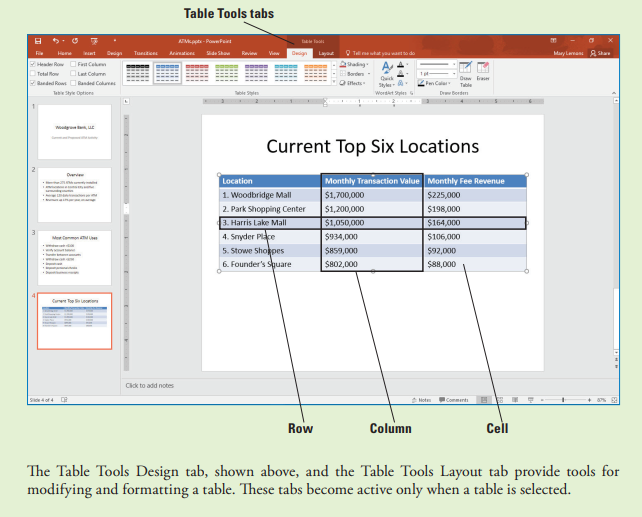 Table Tools tabs
ATMs.pptx - PowerPoint
Table Tools
File Home Insert Design Transitions Animations Slide Show Review View Design Layout Tell me what you want to do Mary Lemons Share
Header Row First Column
Total Row Last Column
Banded Rows Banded Columns
Shading
Borders
Effects
Quick Styles
1 pt
Pen Color
Draw Table
Eraser
Table Style Options Table Styles WordArt Styles Draw Borders
1
Woodgrove Bank, LLC
2
Overview
3
Most Common ATM Uses
4
Current Top Six Locations
Current Top Six Locations
Location Monthly Transaction Value Monthly Fee Revenue
1. Woodbridge Mall $1,700,000 $225,000
2. Park Shopping Center $1,200,000 $198,000
3. Harris Lake Mall $1,050,000 $164,000
4. Snyder Place $934,000 $106,000
5. Stowe Shoppes $859,000 $92,000
6. Founder's Square $802,000 $88,000
Click to add notes
Slide 4 of 4 Notes Comments 87%
Row Column Cell
The Table Tools Design tab, shown above, and the Table Tools Layout tab provide tools for
modifying and formatting a table. These tabs become active only when a table is selected.